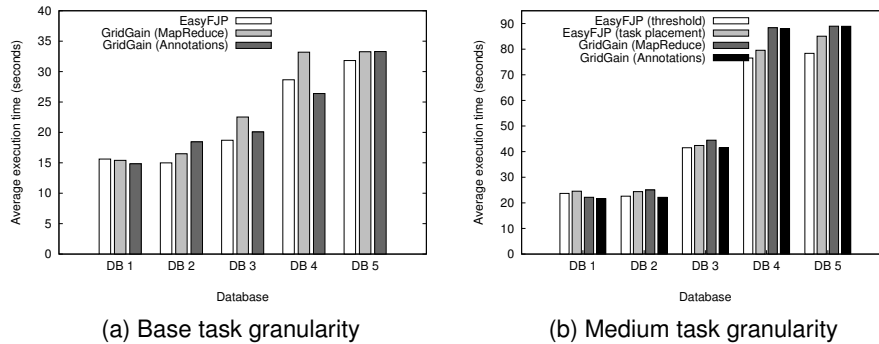 EasyFJP
GridGain (MapReduce)
GridGain (Annotations)
40
35
30
25
20
15
10
5
0
Average execution time (seconds)
DB 1 DB 2 DB 3 DB 4 DB 5
Database
(a) Base task granularity
EasyFJP (threshold)
EasyFJP (task placement)
GridGain (MapReduce)
GridGain (Annotations)
90
80
70
60
50
40
30
20
10
0
Average execution time (seconds)
DB 1 DB 2 DB 3 DB 4 DB 5
Database
(b) Medium task granularity